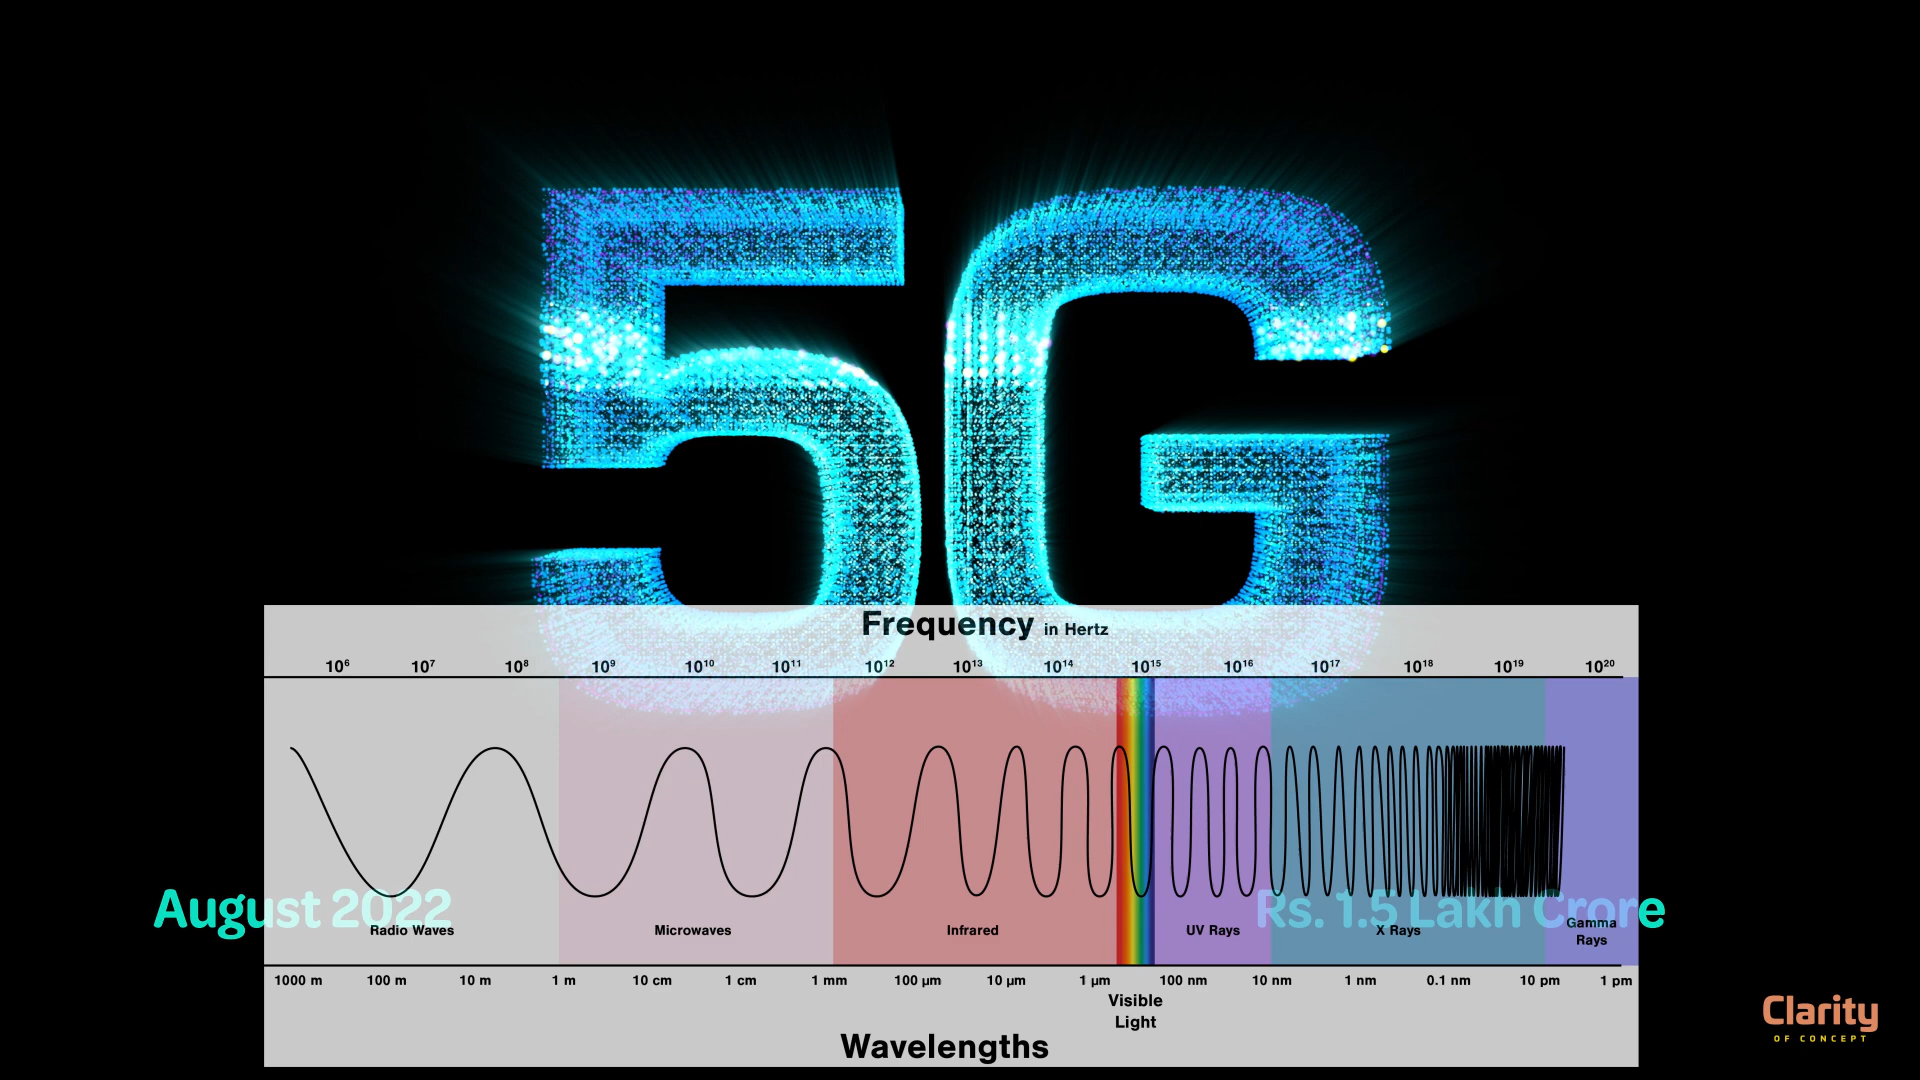 5G
Frequency in Hertz
10⁶ 10⁷ 10⁸ 10⁹ 10¹⁰ 10¹¹ 10¹² 10¹³ 10¹⁴ 10¹⁵ 10¹⁶ 10¹⁷ 10¹⁸ 10¹⁹ 10²⁰
August 2022
Rs. 1.5 Lakh Crore
Radio Waves Microwaves Infrared UV Rays X Rays Gamma
Rays
1000 m 100 m 10 m 1 m 10 cm 1 cm 1 mm 100 µm 10 µm 1 µm 100 nm 10 nm 1 nm 0.1 nm 10 pm 1 pm
Visible
Light
Wavelengths
Clarity
OF CONCEPT